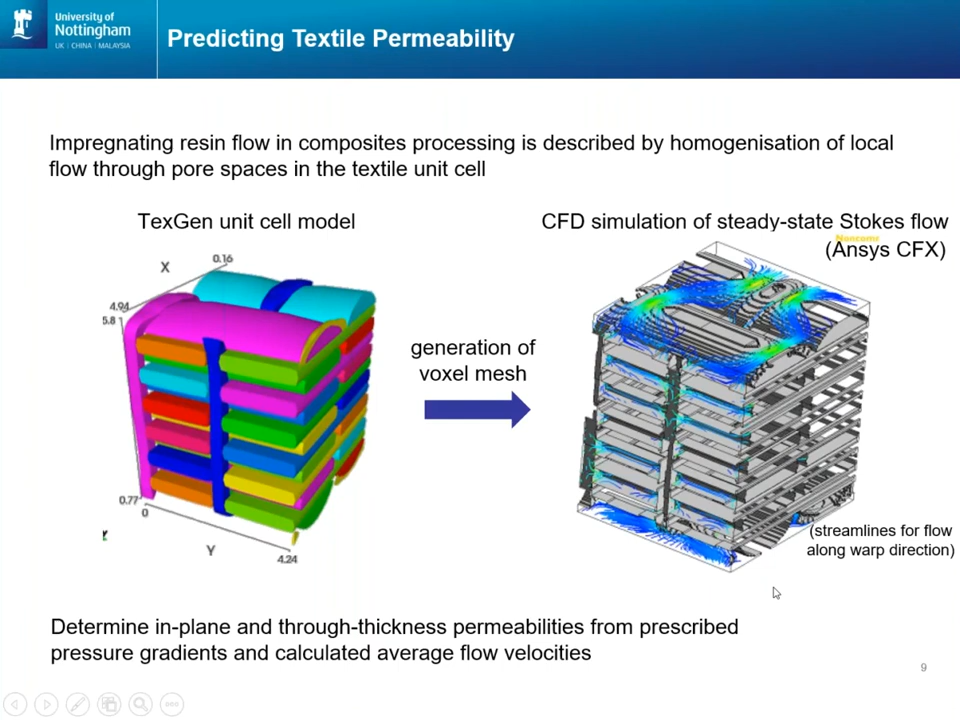 University of
Nottingham
UK | CHINA | MALAYSIA
Predicting Textile Permeability
Impregnating resin flow in composites processing is described by homogenisation of local
flow through pore spaces in the textile unit cell
TexGen unit cell model
CFD simulation of steady-state Stokes flow
(Ansys CFX)
X
0.16
4.94
5.8
generation of
voxel mesh
0.77
0
Y
4.24
(streamlines for flow
along warp direction)
Determine in-plane and through-thickness permeabilities from prescribed
pressure gradients and calculated average flow velocities
9